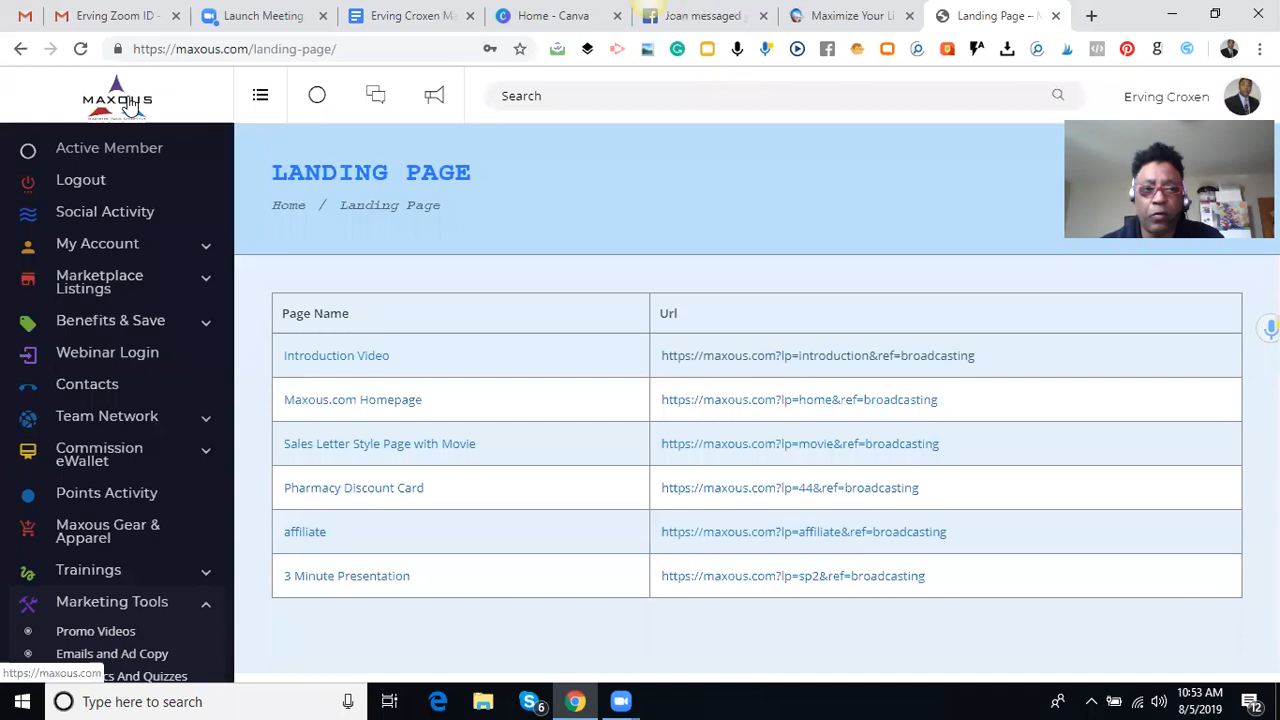 Erving Zoom ID -
Launch Meeting
Erving Croxen Ma
Home - Canva
Joan messaged
Maximize Your Li
Landing Page ~ M
https://maxous.com/landing-page/
MAXOUS
Search
Erving Croxen
Active Member
Logout
Social Activity
My Account
Marketplace
Listings
Benefits & Save
Webinar Login
Contacts
Team Network
Commission
eWallet
Points Activity
Maxous Gear &
Apparel
Trainings
Marketing Tools
Promo Videos
Emails and Ad Copy
cs And Quizzes
https://maxous.com
LANDING PAGE
Home / Landing Page
Page Name Url
Introduction Video https://maxous.com?lp=introduction&ref=broadcasting
Maxous.com Homepage https://maxous.com?lp=home&ref=broadcasting
Sales Letter Style Page with Movie https://maxous.com?lp=movie&ref=broadcasting
Pharmacy Discount Card https://maxous.com?lp=44&ref=broadcasting
affiliate https://maxous.com?lp=affiliate&ref=broadcasting
3 Minute Presentation https://maxous.com?lp=sp2&ref=broadcasting
Type here to search
6
10:53 AM
8/5/2019
12